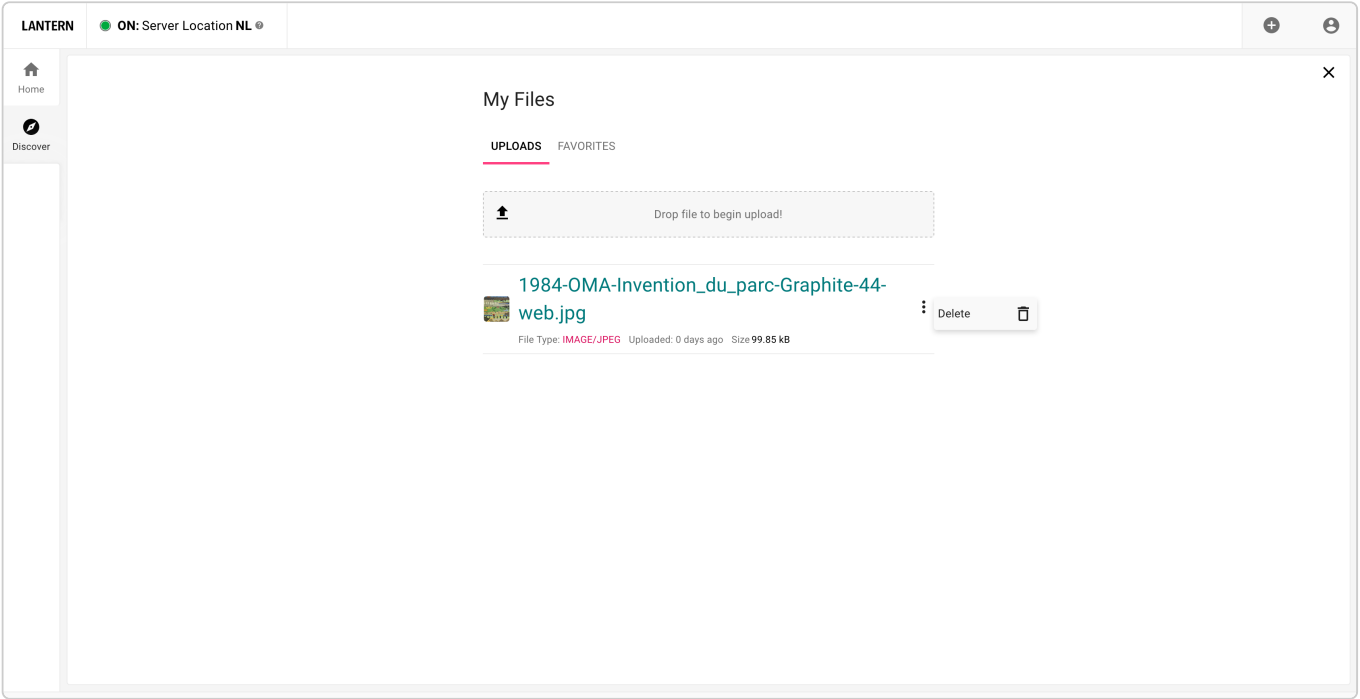 LANTERN
ON: Server Location NL
Home
Discover
My Files
UPLOADS FAVORITES
Drop file to begin upload!
1984-OMA-Invention_du_parc-Graphite-44-
web.jpg
Delete
File Type: IMAGE/JPEG Uploaded: 0 days ago Size 99.85 kB